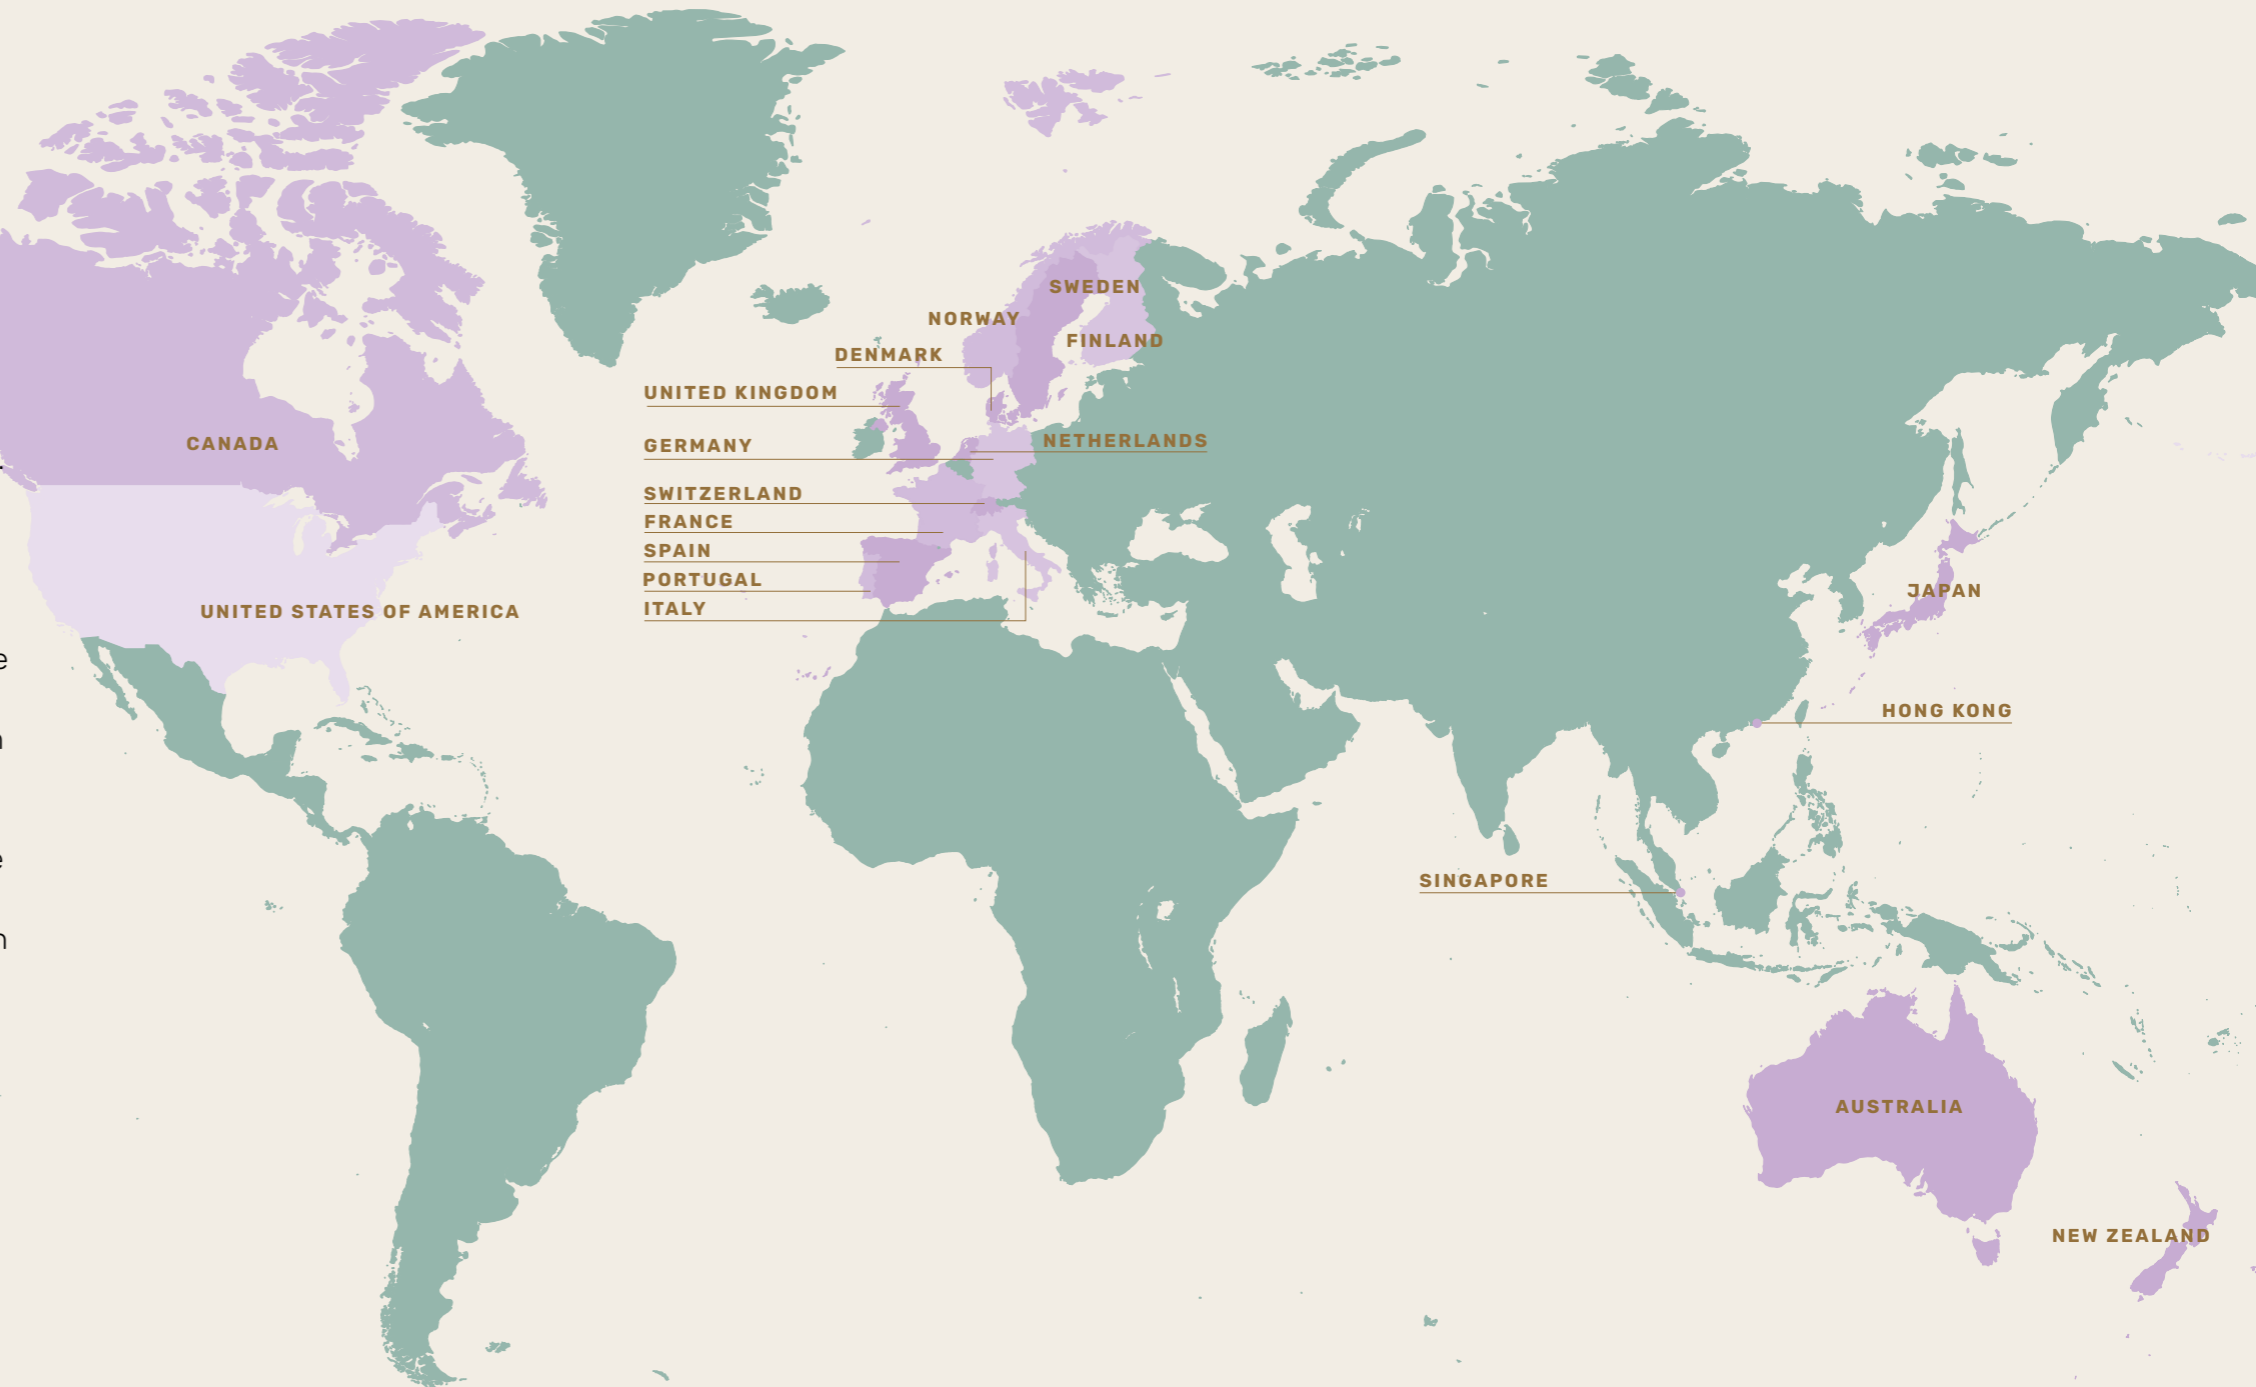 SWEDEN
NORWAY
FINLAND
DENMARK
UNITED KINGDOM
NETHERLANDS
CANADA
GERMANY
SWITZERLAND
FRANCE
SPAIN
PORTUGAL
JAPAN
ITALY
UNITED STATES OF AMERICA
HONG KONG
SINGAPORE
AUSTRALIA
NEW ZEALAND